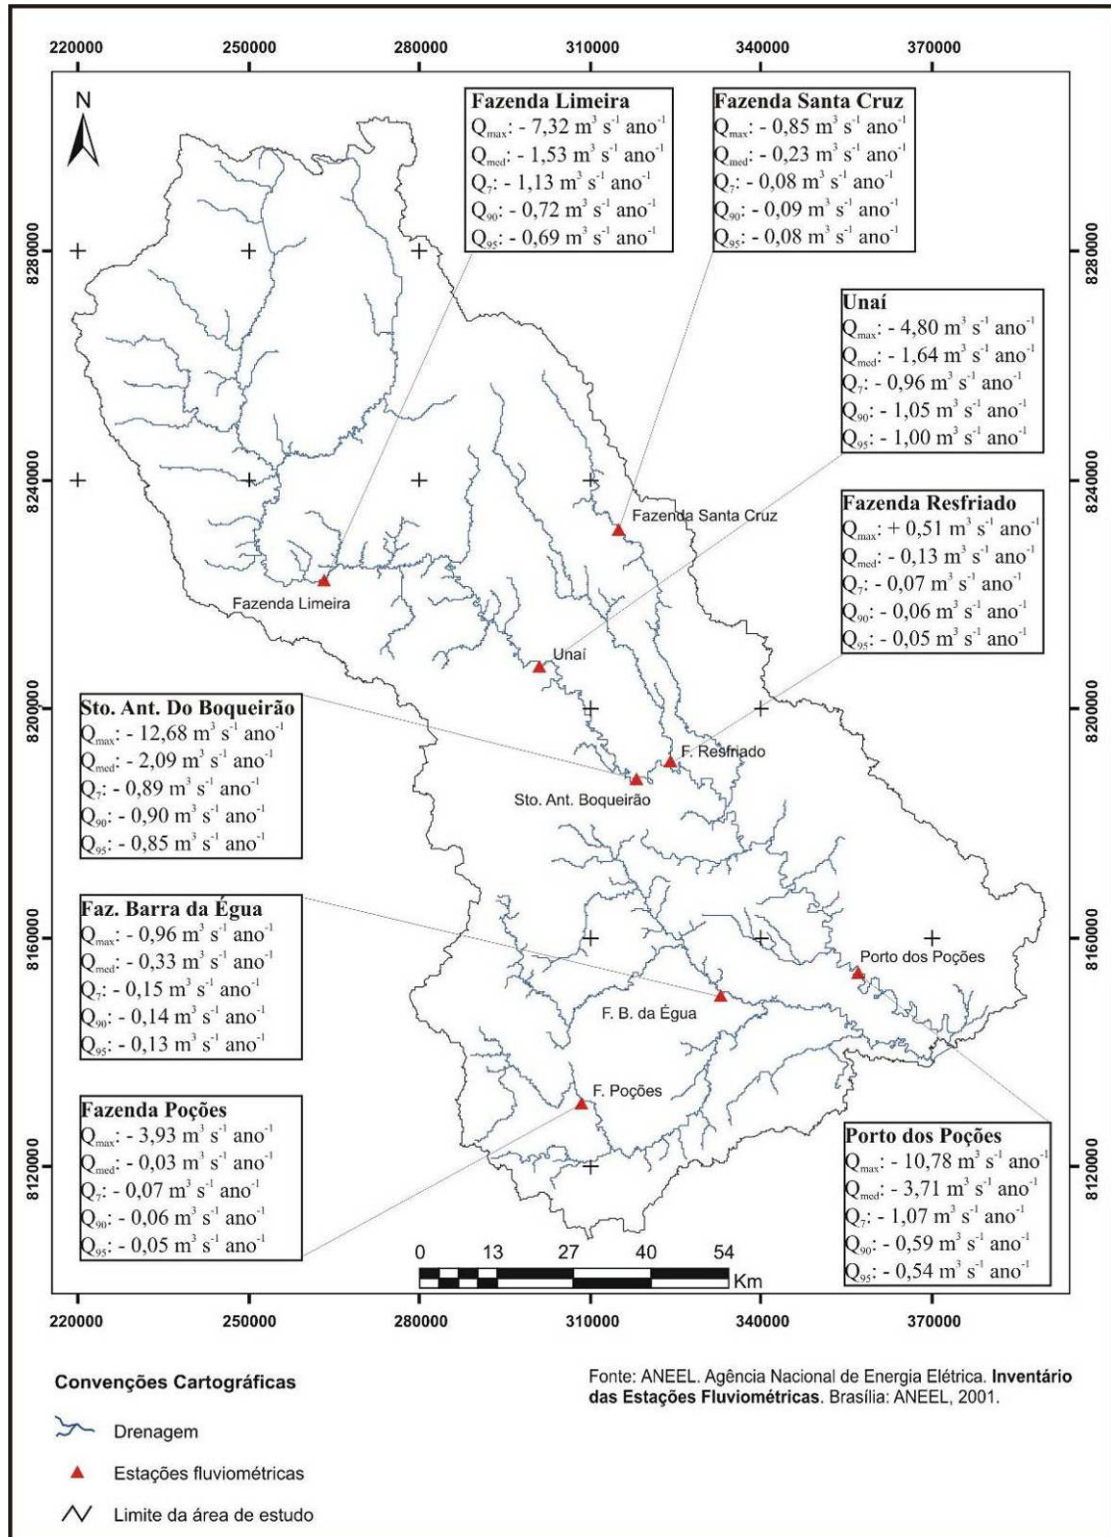 220000 250000 280000 310000 340000 370000
N
Fazenda Limeira
Qmax: - 7,32 m³ s⁻¹ ano⁻¹
Qmed: - 1,53 m³ s⁻¹ ano⁻¹
Q7: - 1,13 m³ s⁻¹ ano⁻¹
Q90: - 0,72 m³ s⁻¹ ano⁻¹
Q95: - 0,69 m³ s⁻¹ ano⁻¹
Fazenda Santa Cruz
Qmax: - 0,85 m³ s⁻¹ ano⁻¹
Qmed: - 0,23 m³ s⁻¹ ano⁻¹
Q7: - 0,08 m³ s⁻¹ ano⁻¹
Q90: - 0,09 m³ s⁻¹ ano⁻¹
Q95: - 0,08 m³ s⁻¹ ano⁻¹
8280000 8280000
Unaí
Qmax: - 4,80 m³ s⁻¹ ano⁻¹
Qmed: - 1,64 m³ s⁻¹ ano⁻¹
Q7: - 0,96 m³ s⁻¹ ano⁻¹
Q90: - 1,05 m³ s⁻¹ ano⁻¹
Q95: - 1,00 m³ s⁻¹ ano⁻¹
8240000 8240000
Fazenda Resfriado
Qmax: + 0,51 m³ s⁻¹ ano⁻¹
Qmed: - 0,13 m³ s⁻¹ ano⁻¹
Q7: - 0,07 m³ s⁻¹ ano⁻¹
Q90: - 0,06 m³ s⁻¹ ano⁻¹
Q95: - 0,05 m³ s⁻¹ ano⁻¹
Fazenda Santa Cruz
Fazenda Limeira
Unaí
8200000 8200000
Sto. Ant. Do Boqueirão
Qmax: - 12,68 m³ s⁻¹ ano⁻¹
Qmed: - 2,09 m³ s⁻¹ ano⁻¹
Q7: - 0,89 m³ s⁻¹ ano⁻¹
Q90: - 0,90 m³ s⁻¹ ano⁻¹
Q95: - 0,85 m³ s⁻¹ ano⁻¹
F. Resfriado
Sto. Ant. Boqueirão
Faz. Barra da Égua
Qmax: - 0,96 m³ s⁻¹ ano⁻¹
Qmed: - 0,33 m³ s⁻¹ ano⁻¹
Q7: - 0,15 m³ s⁻¹ ano⁻¹
Q90: - 0,14 m³ s⁻¹ ano⁻¹
Q95: - 0,13 m³ s⁻¹ ano⁻¹
8160000 8160000
Porto dos Poções
F. B. da Égua
F. Poções
Fazenda Poções
Qmax: - 3,93 m³ s⁻¹ ano⁻¹
Qmed: - 0,03 m³ s⁻¹ ano⁻¹
Q7: - 0,07 m³ s⁻¹ ano⁻¹
Q90: - 0,06 m³ s⁻¹ ano⁻¹
Q95: - 0,05 m³ s⁻¹ ano⁻¹
8120000 8120000
Porto dos Poções
Qmax: - 10,78 m³ s⁻¹ ano⁻¹
Qmed: - 3,71 m³ s⁻¹ ano⁻¹
Q7: - 1,07 m³ s⁻¹ ano⁻¹
Q90: - 0,59 m³ s⁻¹ ano⁻¹
Q95: - 0,54 m³ s⁻¹ ano⁻¹
0 13 27 40 54
Km
220000 250000 280000 310000 340000 370000
Convenções Cartográficas
Drenagem
Estações fluviométricas
Limite da área de estudo
Fonte: ANEEL. Agência Nacional de Energia Elétrica. Inventário
das Estações Fluviométricas. Brasília: ANEEL, 2001.